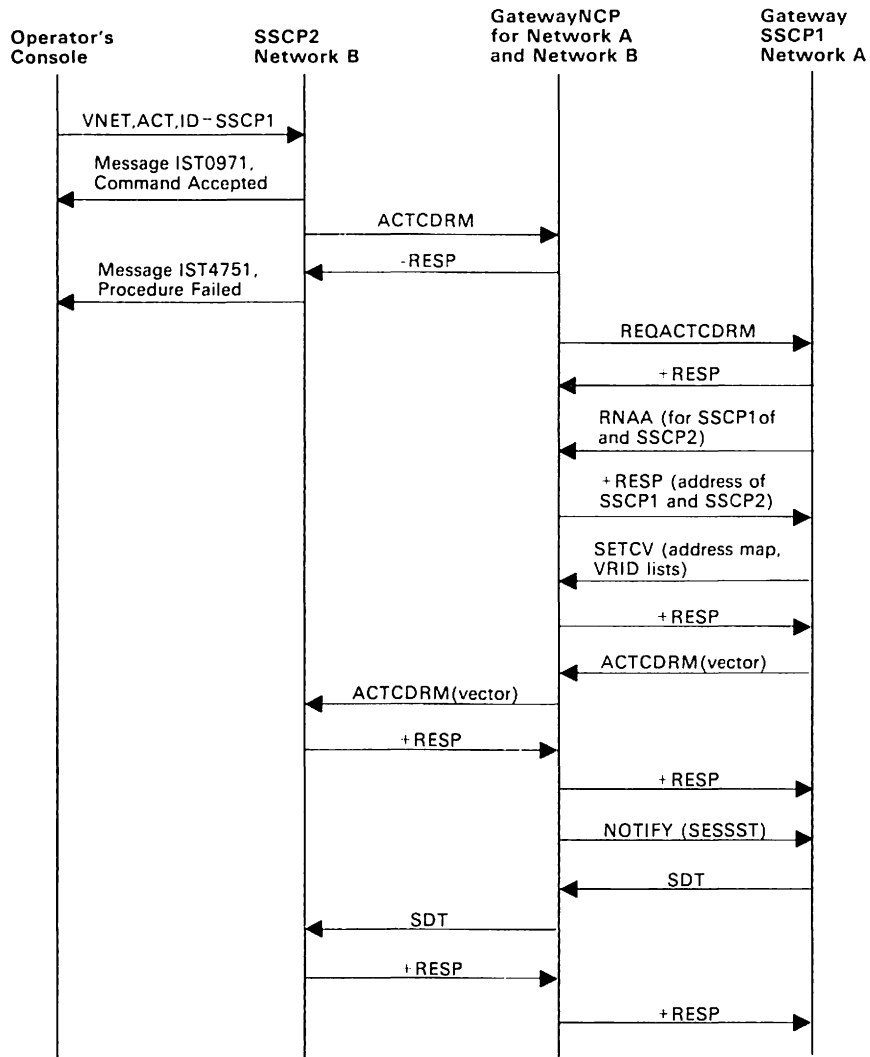 Operator's
Console
SSCP2
Network B
GatewayNCP
for Network A
and Network B
Gateway
SSCP1
Network A
VNET,ACT,ID-SSCP1
Message IST0971,
Command Accepted
ACTCDRM
-RESP
Message IST4751,
Procedure Failed
REQACTCDRM
+RESP
RNAA (for SSCP1of
and SSCP2)
+RESP (address of
SSCP1 and SSCP2)
SETCV (address map,
VRID lists)
+RESP
ACTCDRM(vector)
ACTCDRM(vector)
+RESP
+RESP
NOTIFY (SESSST)
SDT
SDT
+RESP
+RESP